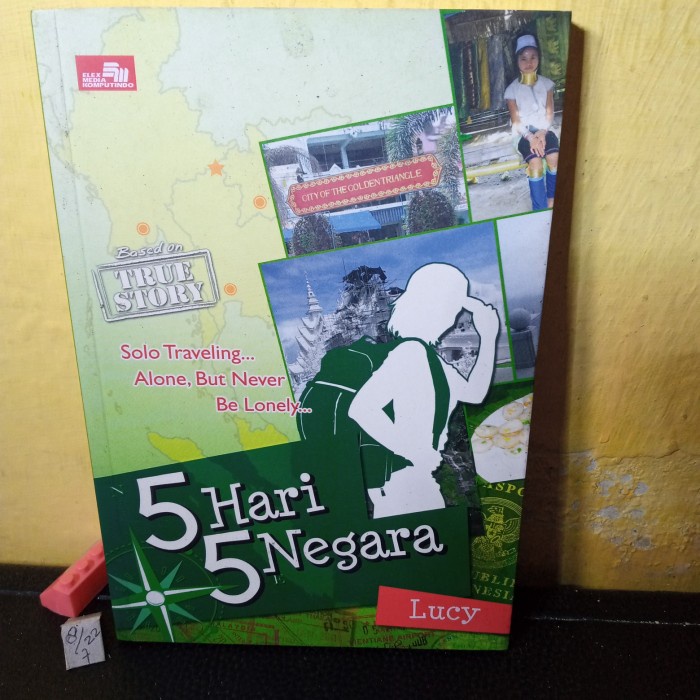 ELEX
MEDIA
KOMPUTINDO
CITY OF THE GOLDEN TRIANGLE
Based on
TRUE
STORY
Solo Traveling...
Alone, But Never
Be Lonely...
5 Hari
5 Negara
Lucy